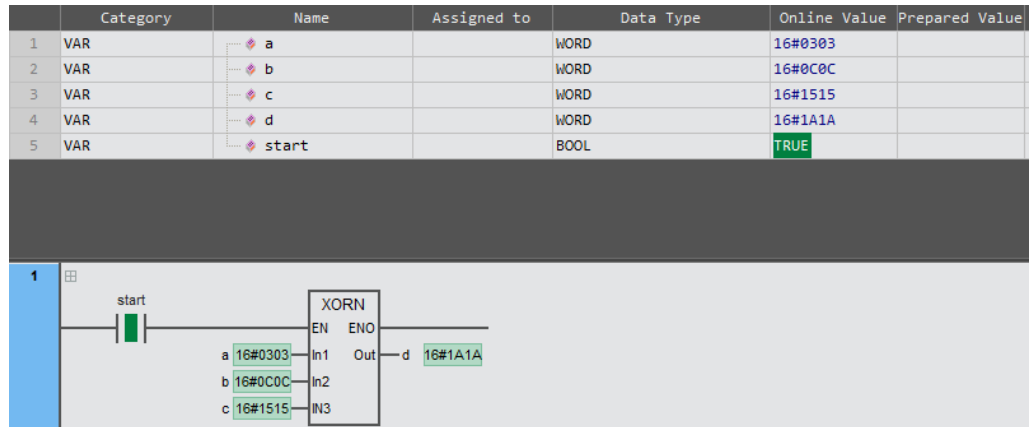 Category Name Assigned to Data Type Online Value Prepared Value
1 VAR a WORD 16#0303
2 VAR b WORD 16#0C0C
3 VAR c WORD 16#1515
4 VAR d WORD 16#1A1A
5 VAR start BOOL TRUE
1
start
XORN
EN ENO
a 16#0303 In1 Out d 16#1A1A
b 16#0C0C In2
c 16#1515 IN3